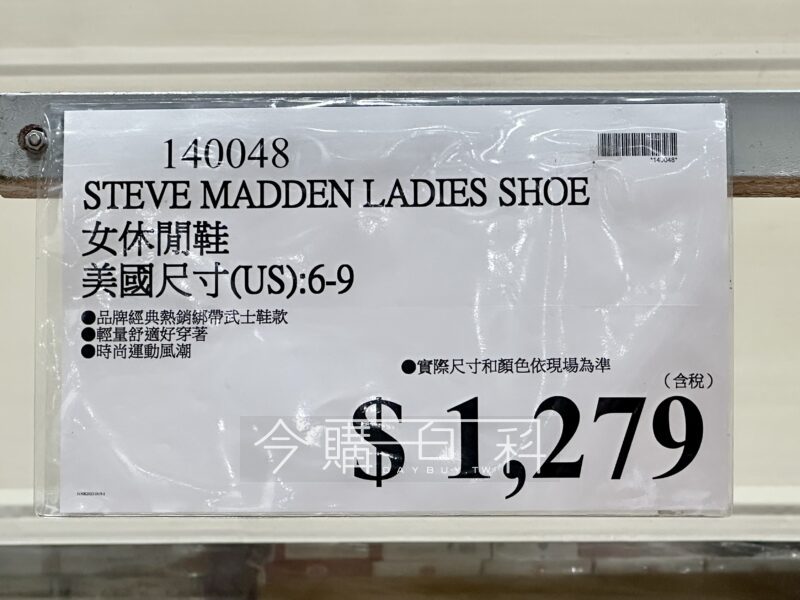 140048
*140048*
STEVE MADDEN LADIES SHOE
女休閒鞋
美國尺寸(US):6-9
●品牌經典熱銷綁帶武士鞋款
●輕量舒適好穿著
●時尚運動風潮
●實際尺寸和顏色依現場為準
(含稅)
$ 1,279
今購百科
DAYBUY.TW